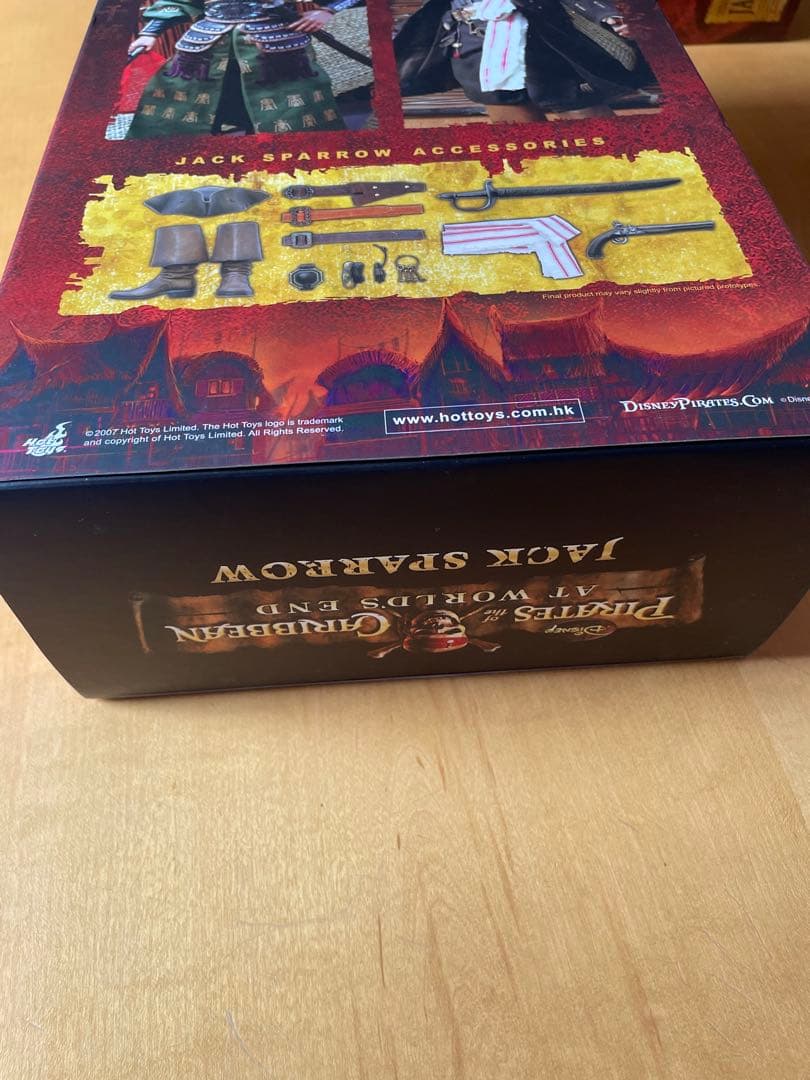 JACK SPARROW ACCESSORIES
Final product may vary slightly from pictured prototypes.
HOT TOYS
©2007 Hot Toys Limited. The Hot Toys logo is trademark
and copyright of Hot Toys Limited. All Rights Reserved.
www.hottoys.com.hk
DISNEYPIRATES.COM
JACK SPARROW
DISNEY
PIRATES of the CARIBBEAN
AT WORLD'S END